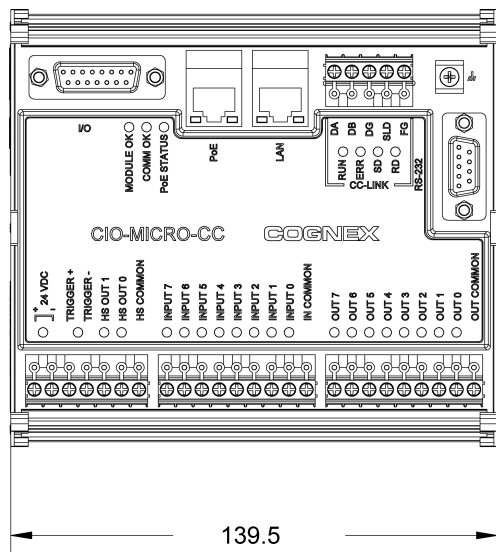 I/O
MODULE OK
COMM OK
PoE STATUS
PoE
LAN
DA
DB
DG
SLD
FG
RUN
ERR
SD
RD
CC-LINK
RS-232
CIO-MICRO-CC
COGNEX
+
-
24 VDC
TRIGGER +
TRIGGER -
HS OUT 1
HS OUT 0
HS COMMON
INPUT 7
INPUT 6
INPUT 5
INPUT 4
INPUT 3
INPUT 2
INPUT 1
INPUT 0
IN COMMON
OUT 7
OUT 6
OUT 5
OUT 4
OUT 3
OUT 2
OUT 1
OUT 0
OUT COMMON
139.5